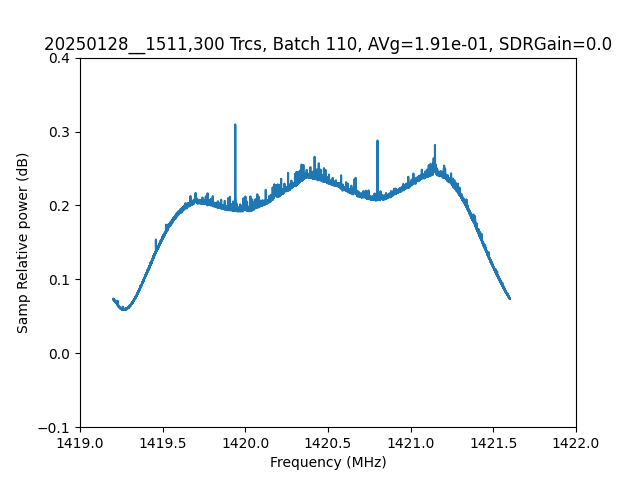 20250128__1511,300 Trcs, Batch 110, AVg=1.91e-01, SDRGain=0.0
0.4
0.3
0.2
0.1
0.0
−0.1
Samp Relative power (dB)
1419.0 1419.5 1420.0 1420.5 1421.0 1421.5 1422.0
Frequency (MHz)